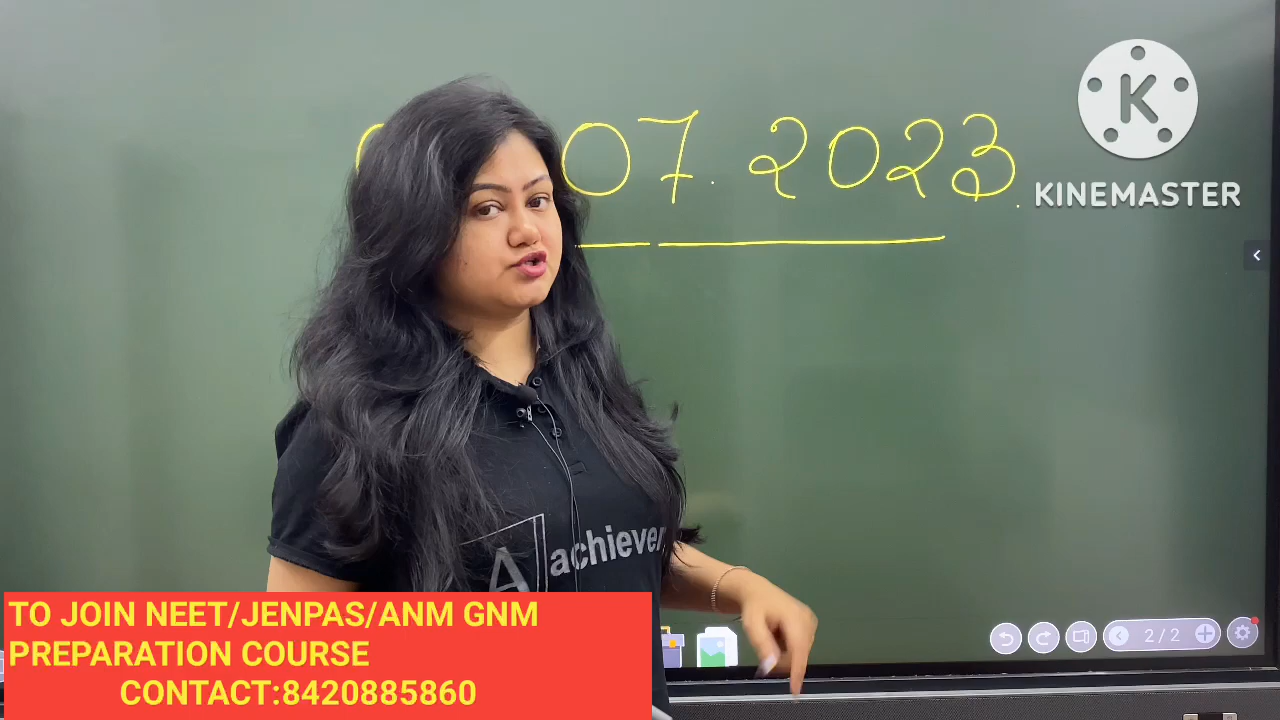 07.2023.
KINEMASTER
achiever
2/2
TO JOIN NEET/JENPAS/ANM GNM
PREPARATION COURSE
CONTACT:8420885860